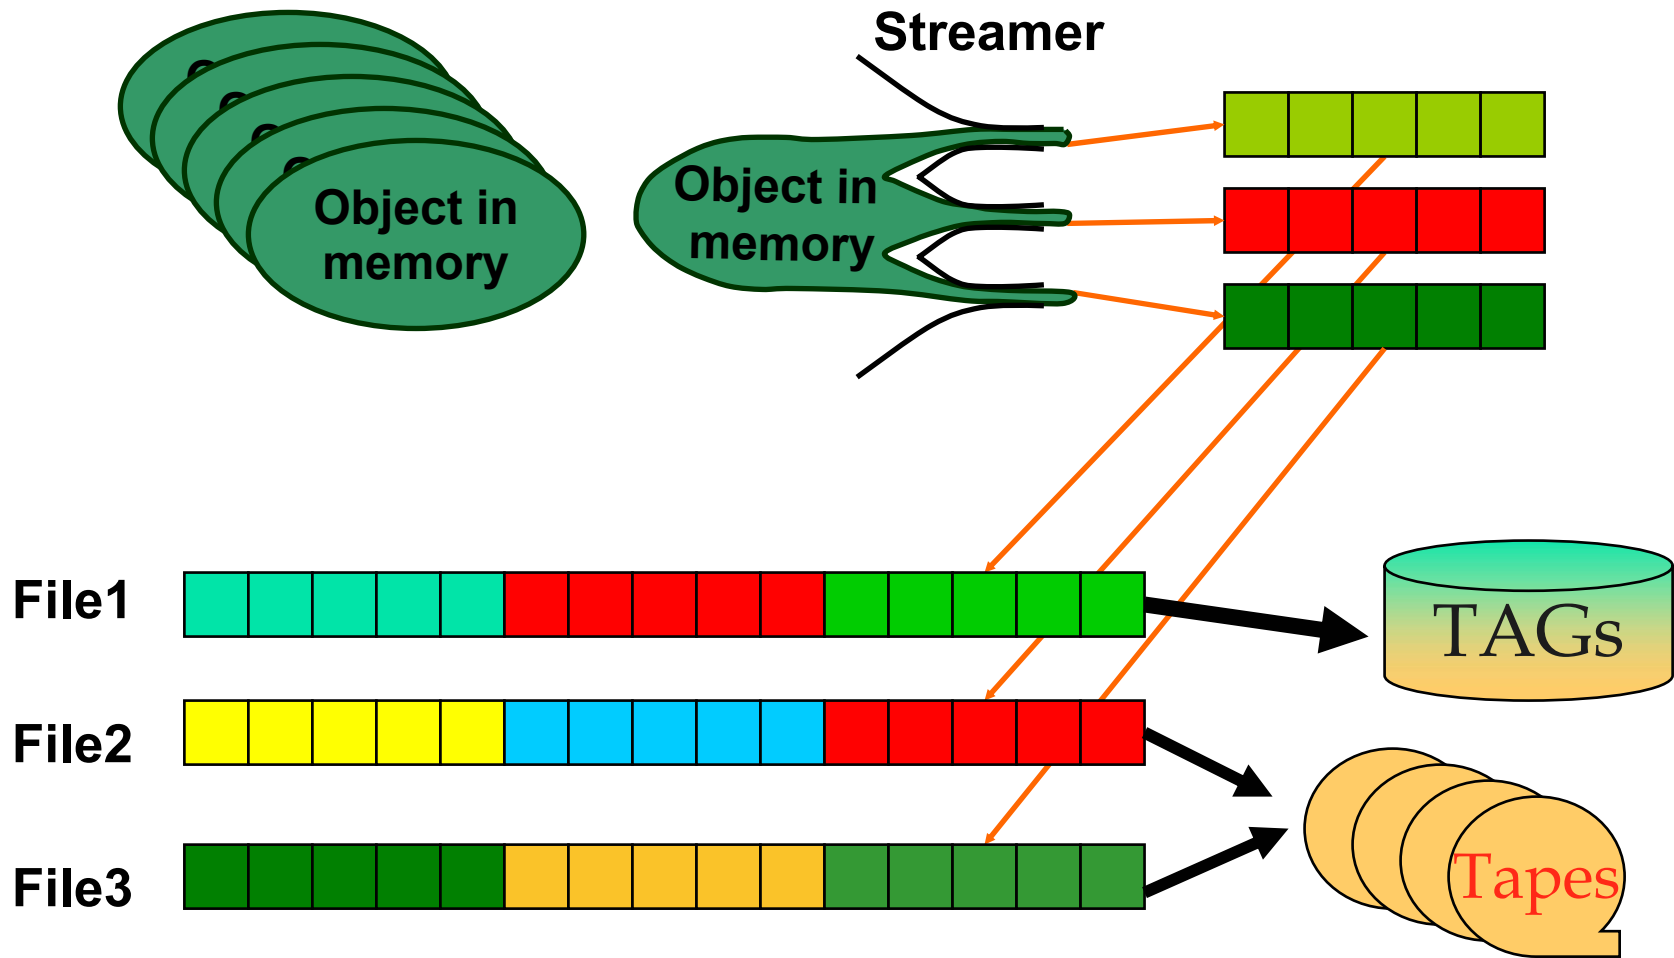 Streamer
Object in
memory
Object in
memory
File1
TAGs
File2
File3
Tapes